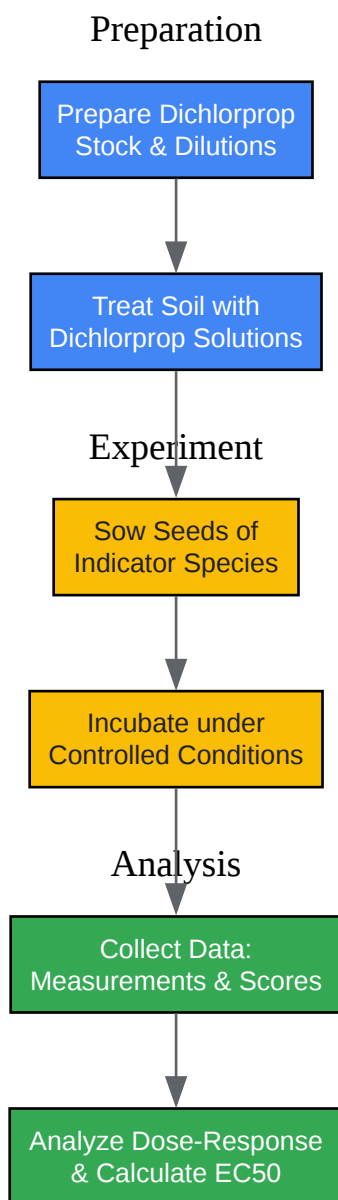 Preparation
Prepare Dichlorprop
Stock & Dilutions
Treat Soil with
Dichlorprop Solutions
Experiment
Sow Seeds of
Indicator Species
Incubate under
Controlled Conditions
Analysis
Collect Data:
Measurements & Scores
Analyze Dose-Response
& Calculate EC50